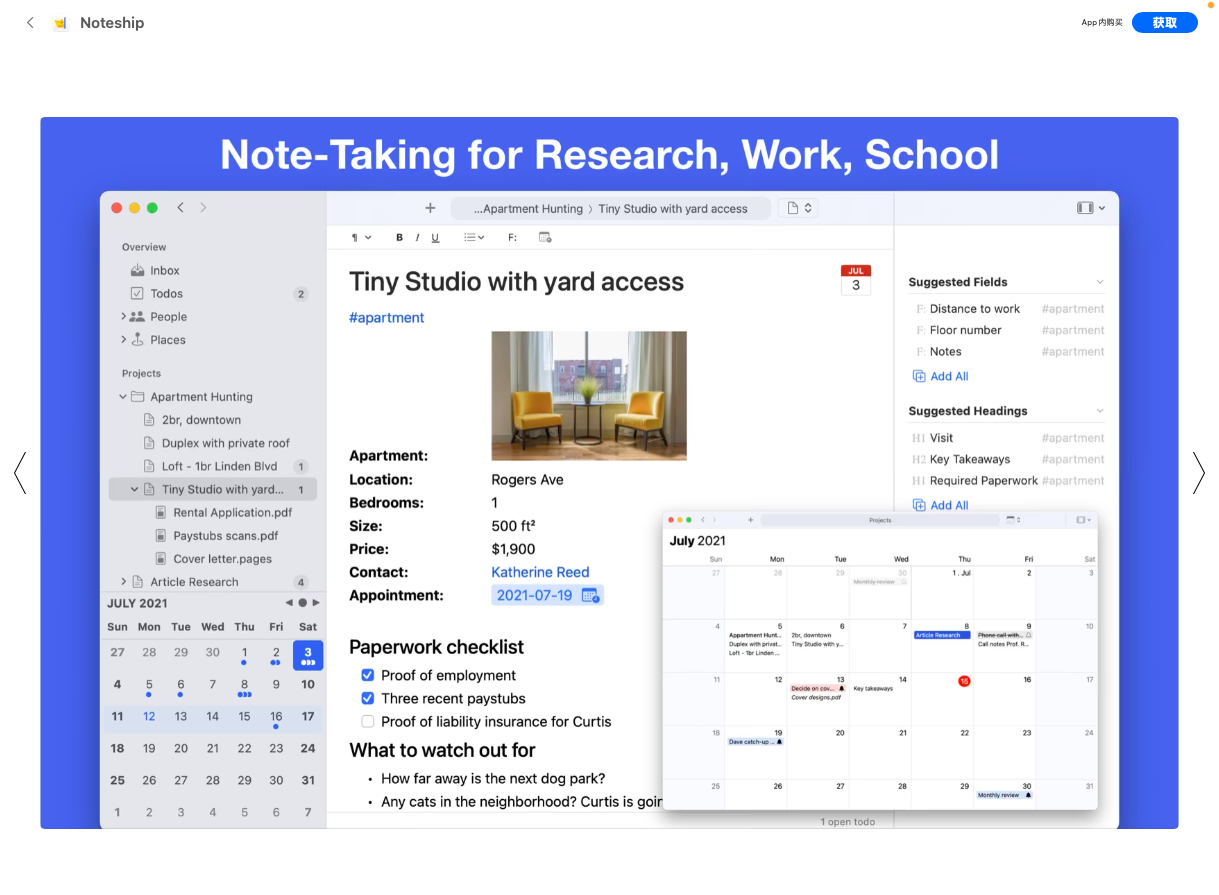 Noteship
App 内购买
获取
Note-Taking for Research, Work, School
...Apartment Hunting 〉 Tiny Studio with yard access
¶ B I U F:
Overview
Inbox
Todos 2
People
Places
Projects
Apartment Hunting
2br, downtown
Duplex with private roof
Loft - 1br Linden Blvd 1
Tiny Studio with yard... 1
Rental Application.pdf
Paystubs scans.pdf
Cover letter.pages
Article Research 4
JULY 2021
Sun Mon Tue Wed Thu Fri Sat
27 28 29 30 1 2 3
4 5 6 7 8 9 10
11 12 13 14 15 16 17
18 19 20 21 22 23 24
25 26 27 28 29 30 31
1 2 3 4 5 6 7
Tiny Studio with yard access
JUL
3
#apartment
Apartment:
Location: Rogers Ave
Bedrooms: 1
Size: 500 ft²
Price: $1,900
Contact: Katherine Reed
Appointment: 2021-07-19
Paperwork checklist
Proof of employment
Three recent paystubs
Proof of liability insurance for Curtis
What to watch out for
• How far away is the next dog park?
• Any cats in the neighborhood? Curtis is goin
1 open todo
Suggested Fields
F: Distance to work #apartment
F: Floor number #apartment
F: Notes #apartment
Add All
Suggested Headings
H1 Visit #apartment
H2 Key Takeaways #apartment
H1 Required Paperwork #apartment
Add All
Projects
July 2021
Sun Mon Tue Wed Thu Fri Sat
27 28 29 30 1 . Jul 2 3
Monthly review
4 5 6 7 8 9 10
Appartment Hunt... 2br, downtown Article Research Phone call with...
Duplex with privat... Tiny Studio with y... Call notes Prof. R...
Loft - 1br Linden ...
11 12 13 14 15 16 17
Decide on cov... Key takeaways
Cover designs.pdf
18 19 20 21 22 23 24
Dave catch-up ...
25 26 27 28 29 30 31
Monthly review